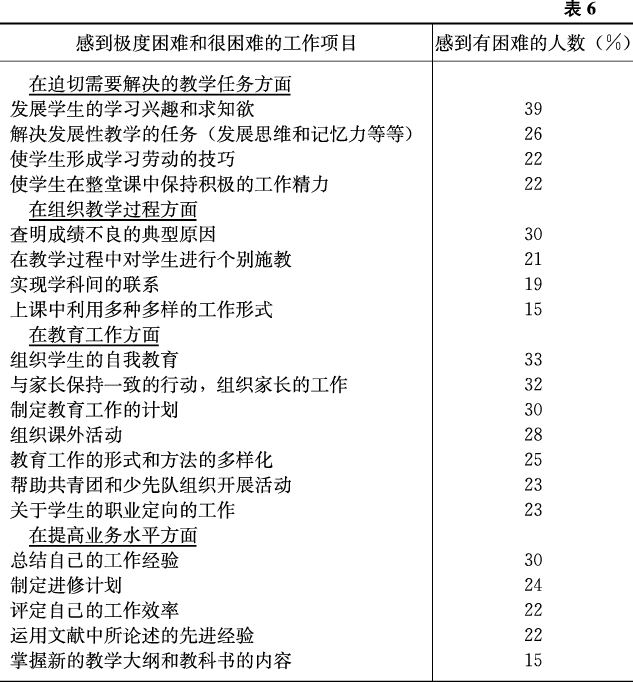 表6
感到极度困难和很困难的工作项目 感到有困难的人数（％）
在迫切需要解决的教学任务方面
发展学生的学习兴趣和求知欲 39
解决发展性教学的任务（发展思维和记忆力等等） 26
使学生形成学习劳动的技巧 22
使学生在整堂课中保持积极的工作精力 22
在组织教学过程方面
查明成绩不良的典型原因 30
在教学过程中对学生进行个别施教 21
实现学科间的联系 19
上课中利用多种多样的工作形式 15
在教育工作方面
组织学生的自我教育 33
与家长保持一致的行动，组织家长的工作 32
制定教育工作的计划 30
组织课外活动 28
教育工作的形式和方法的多样化 25
帮助共青团和少先队组织开展活动 23
关于学生的职业定向的工作 23
在提高业务水平方面
总结自己的工作经验 30
制定进修计划 24
评定自己的工作效率 22
运用文献中所论述的先进经验 22
掌握新的教学大纲和教科书的内容 15